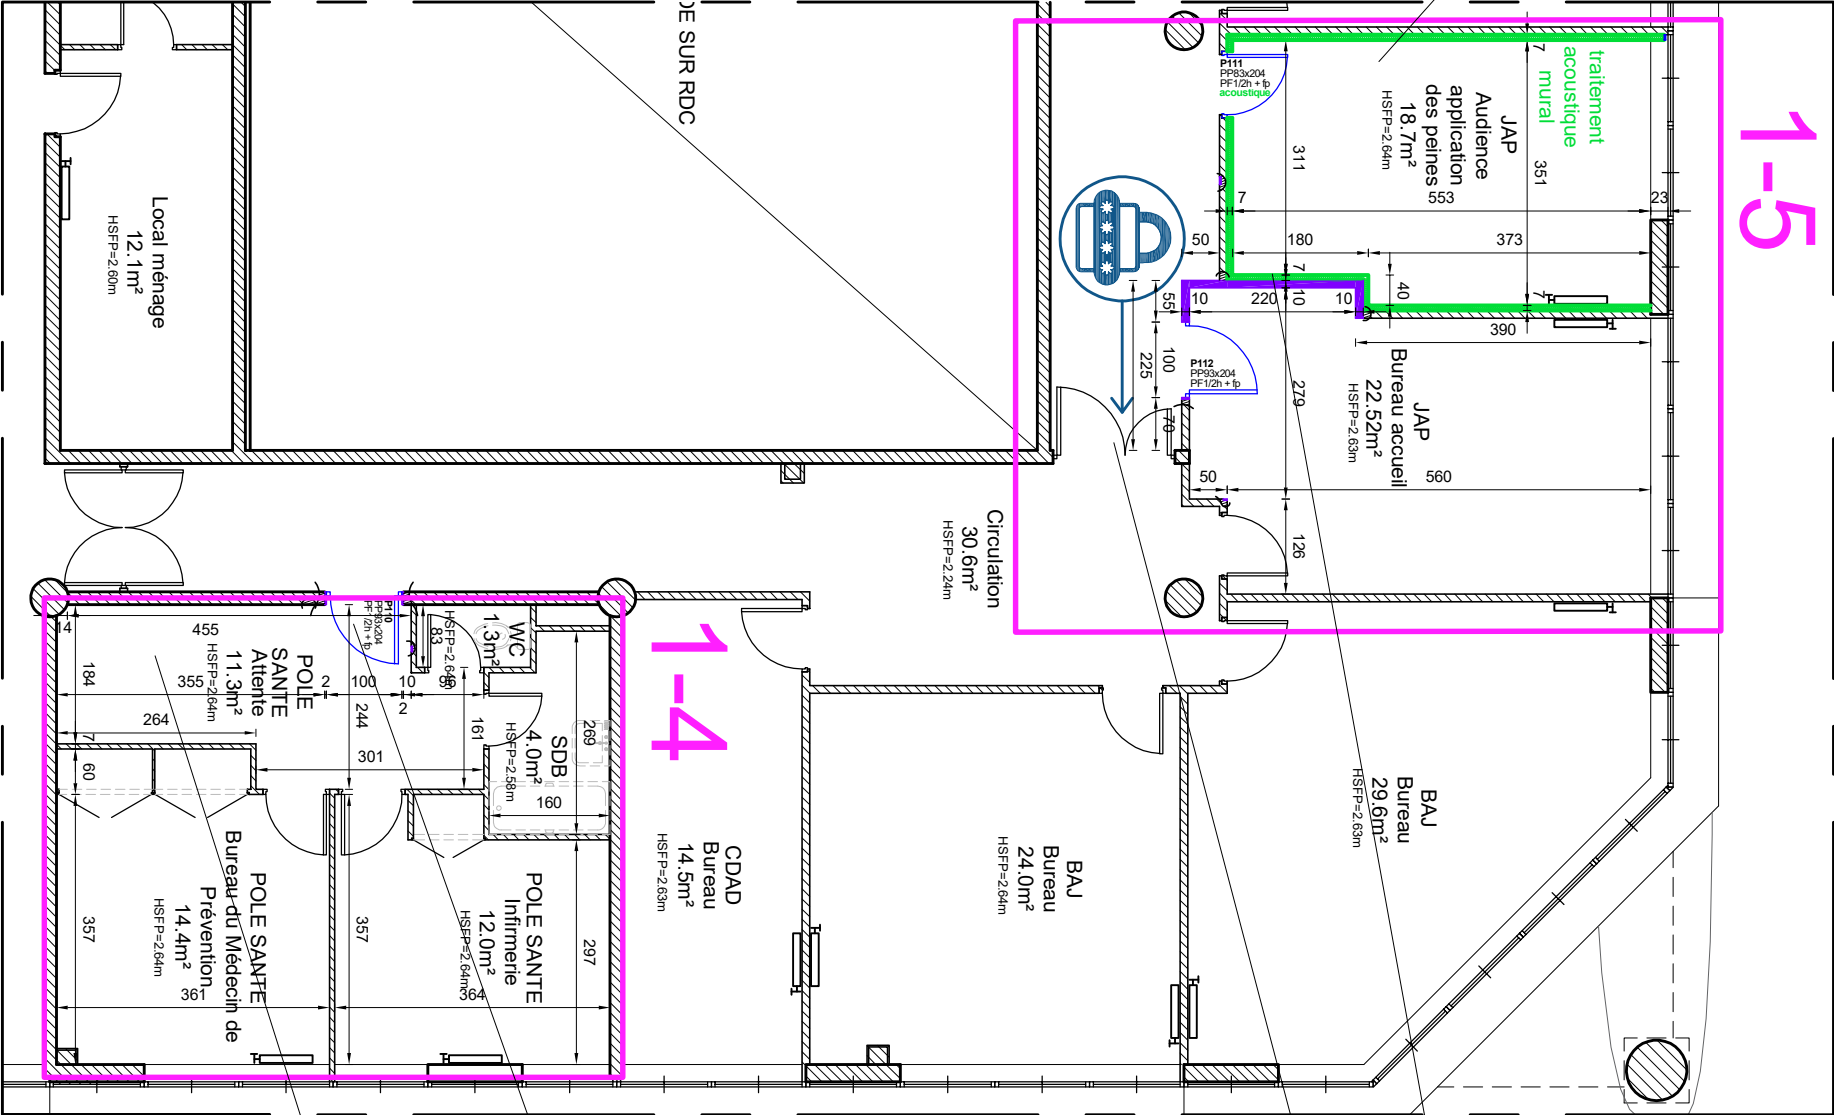 DE SUR RDC
1-5
traitement
acoustique
mural
P111
PP83x204
PF1/2h + fp
acoustique
JAP
Audience
application
des peines
18.7m²
HSFP=2.64m
7
311
351
7
553
23
50
180
373
7
40
7
10
220
10
10
55
390
100
225
70
P112
PP93x204
PF1/2h + fp
279
JAP
Bureau accueil
22.52m²
HSFP=2.63m
50
560
126
Local ménage
12.1m²
HSFP=2.60m
Circulation
30.6m²
HSFP=2.24m
1-4
14
455
P110
PP93x204
PF1/2h + fp
83
WC
1.3m²
184
355
2
100
10
2
244
264
7
60
301
161
269
160
POLE
SANTE
Attente
11.3m²
HSFP=2.64m
SDB
4.0m²
HSFP=2.58m
POLE SANTE
Bureau du Médecin de
Prévention
14.4m²
HSFP=2.64m
357
361
POLE SANTE
Infirmerie
12.0m²
HSFP=2.64m
357
364
297
CDAD
Bureau
14.5m²
HSFP=2.63m
BAJ
Bureau
24.0m²
HSFP=2.64m
BAJ
Bureau
29.6m²
HSFP=2.63m